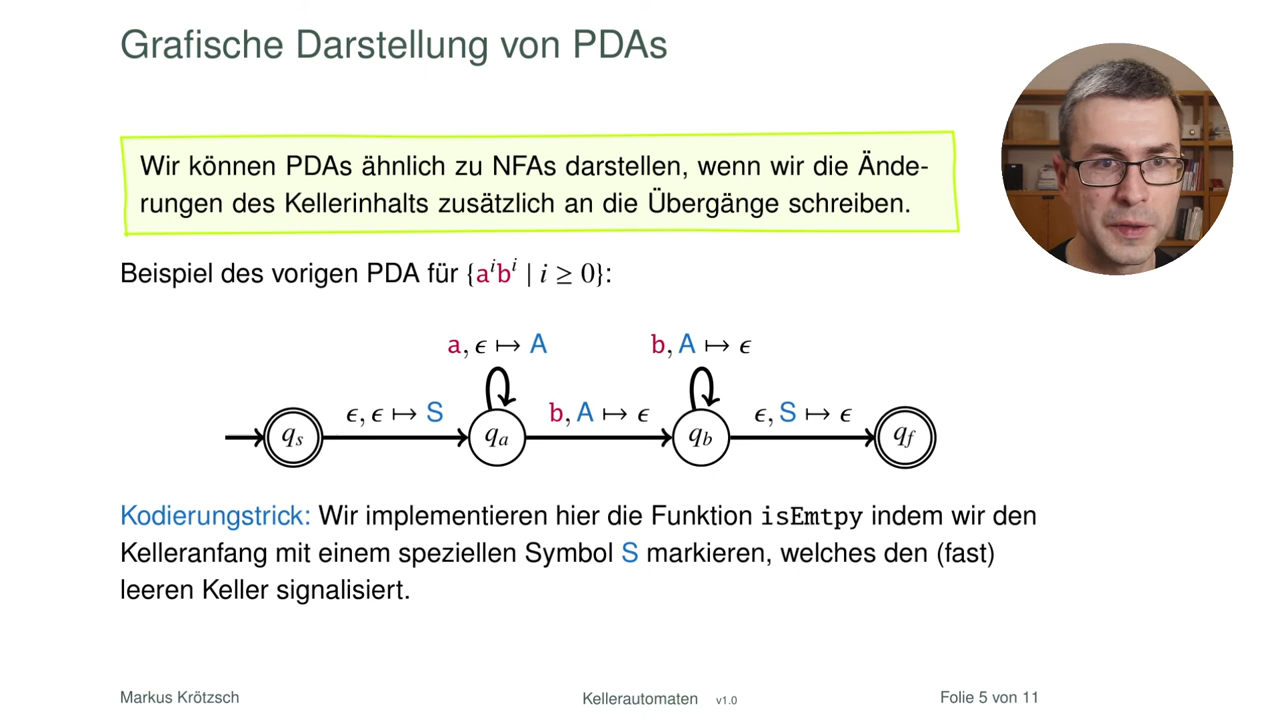 Grafische Darstellung von PDAs
Wir können PDAs ähnlich zu NFAs darstellen, wenn wir die Ände-
rungen des Kellerinhalts zusätzlich an die Übergänge schreiben.
Beispiel des vorigen PDA für {aⁱbⁱ | i ≥ 0}:
a, ϵ ↦ A
b, A ↦ ϵ
ϵ, ϵ ↦ S
b, A ↦ ϵ
ϵ, S ↦ ϵ
q_s
q_a
q_b
q_f
Kodierungstrick: Wir implementieren hier die Funktion isEmtpy indem wir den
Kelleranfang mit einem speziellen Symbol S markieren, welches den (fast)
leeren Keller signalisiert.
Markus Krötzsch
Kellerautomaten v1.0
Folie 5 von 11